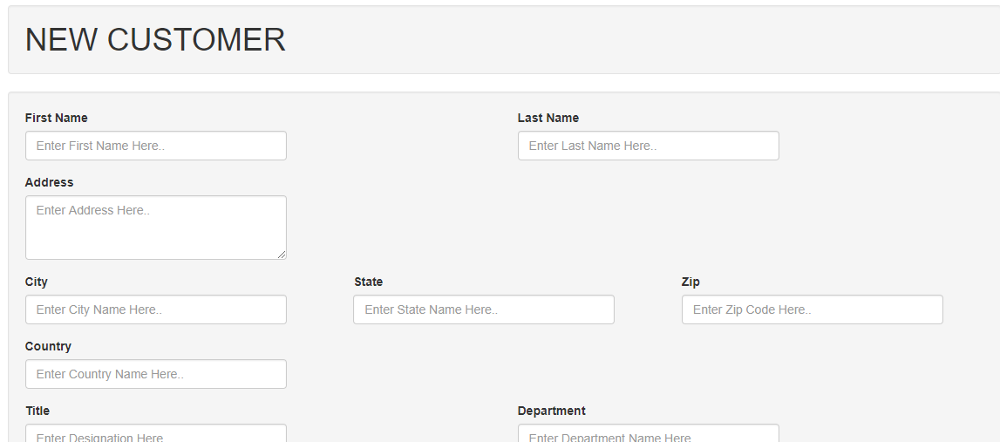 NEW CUSTOMER
First Name Last Name
Enter First Name Here.. Enter Last Name Here..
Address
Enter Address Here..
City State Zip
Enter City Name Here.. Enter State Name Here.. Enter Zip Code Here..
Country
Enter Country Name Here..
Title Department
Enter Designation Here Enter Department Name Here